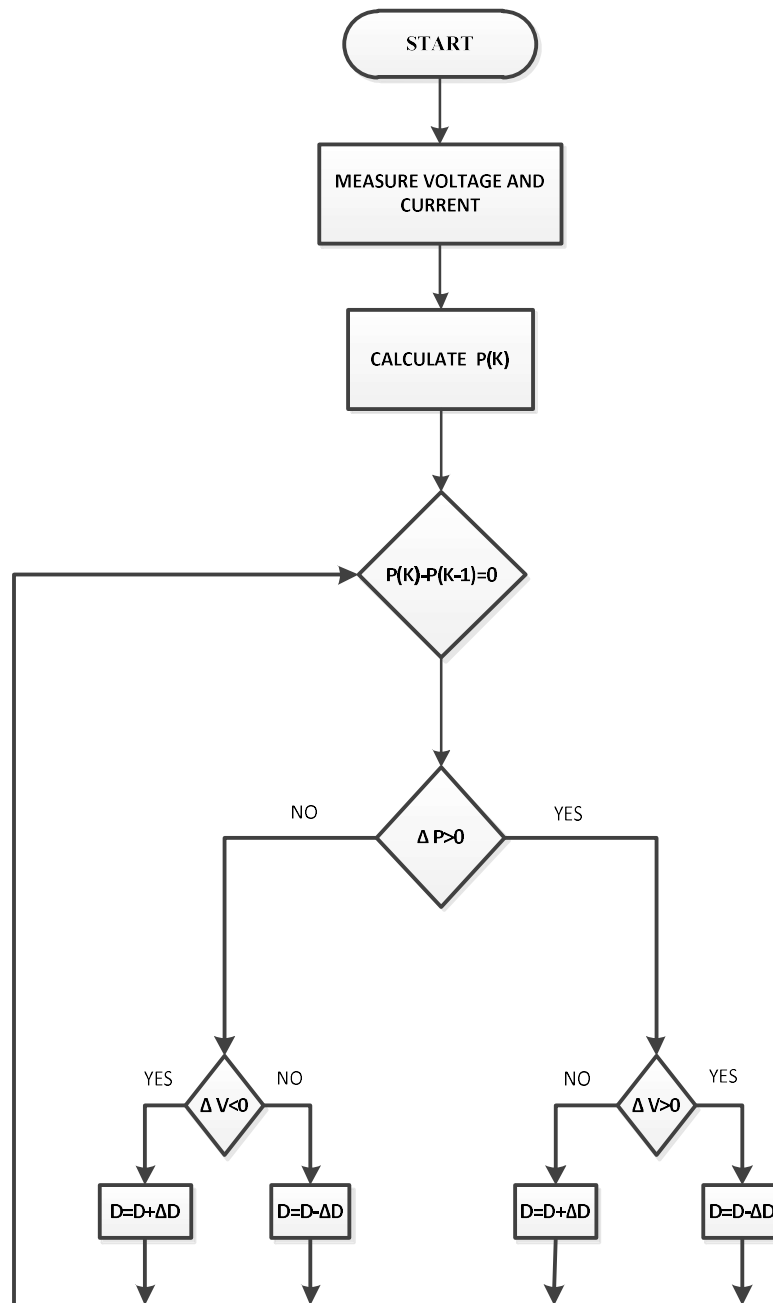 START
MEASURE VOLTAGE AND
CURRENT
CALCULATE P(K)
P(K)-P(K-1)=0
NO
YES
Δ P>0
YES
Δ V<0
NO
NO
Δ V>0
YES
D=D+ΔD
D=D-ΔD
D=D+ΔD
D=D-ΔD